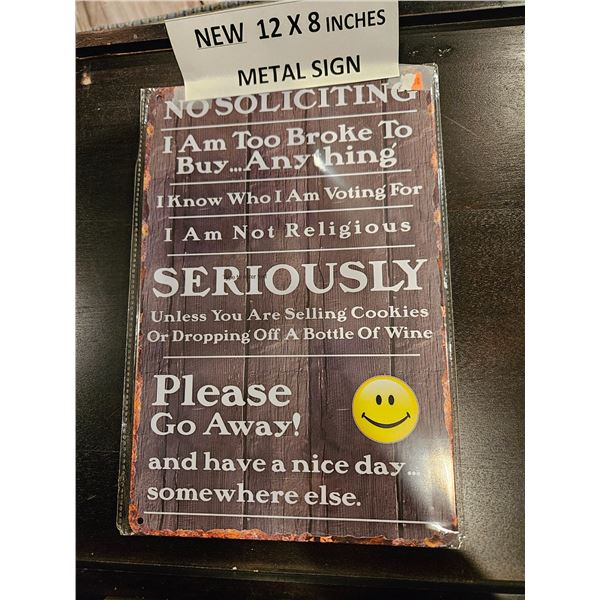 NEW 12 X 8 INCHES
METAL SIGN
NO SOLICITING
I Am Too Broke To
Buy...Anything
I Know Who I Am Voting For
I Am Not Religious
SERIOUSLY
Unless You Are Selling Cookies
Or Dropping Off A Bottle Of Wine
Please
Go Away!
and have a nice day...
somewhere else.